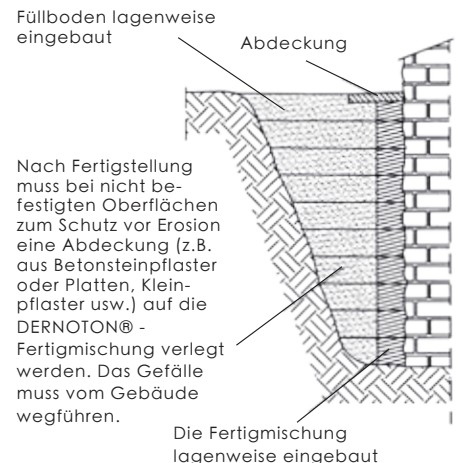 Füllboden lagenweise
eingebaut
Abdeckung
Nach Fertigstellung
muss bei nicht be-
festigten Oberflächen
zum Schutz vor Erosion
eine Abdeckung (z.B.
aus Betonsteinpflaster
oder Platten, Klein-
pflaster usw.) auf die
DERNOTON® -
Fertigmischung verlegt
werden. Das Gefälle
muss vom Gebäude
wegführen.
Die Fertigmischung
lagenweise eingebaut